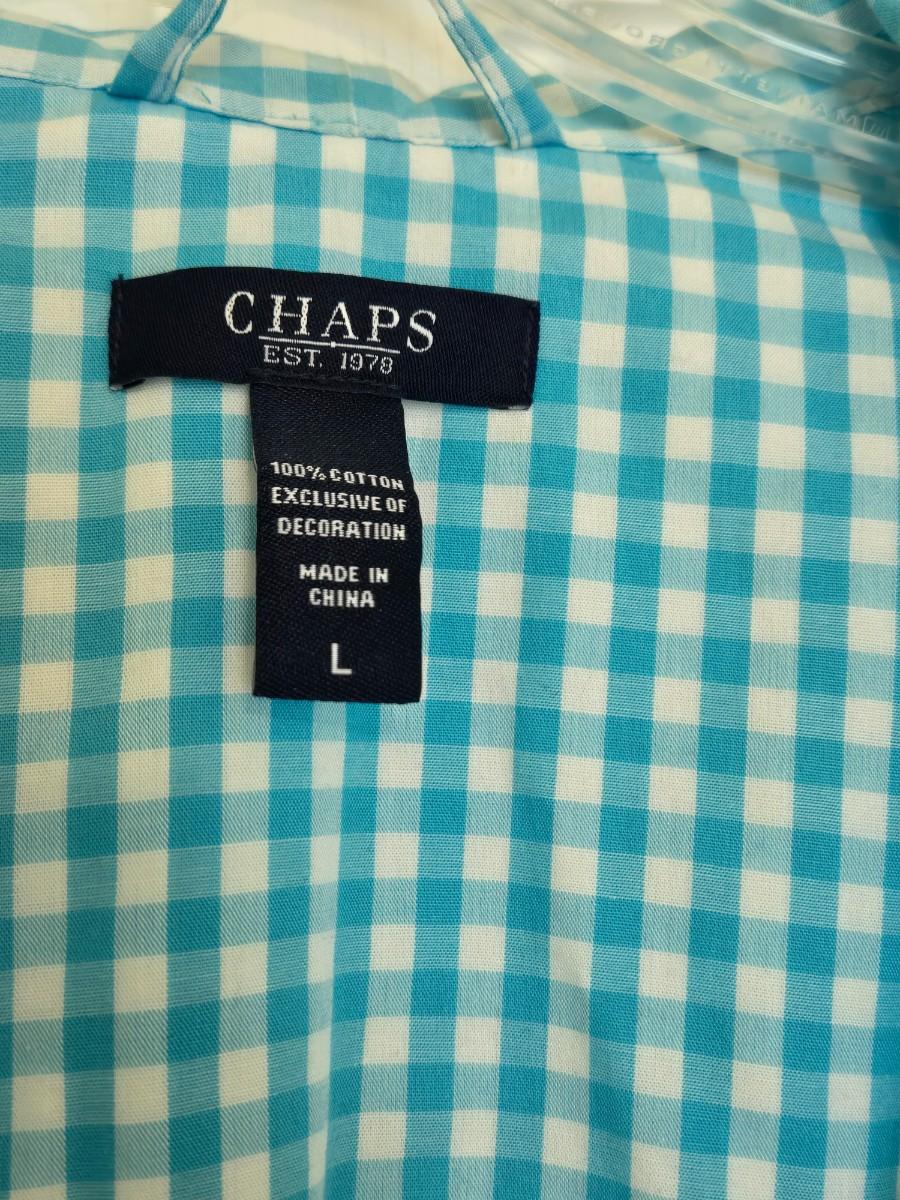 CHAPS
EST. 1978
100% COTTON
EXCLUSIVE OF
DECORATION
MADE IN
CHINA
L